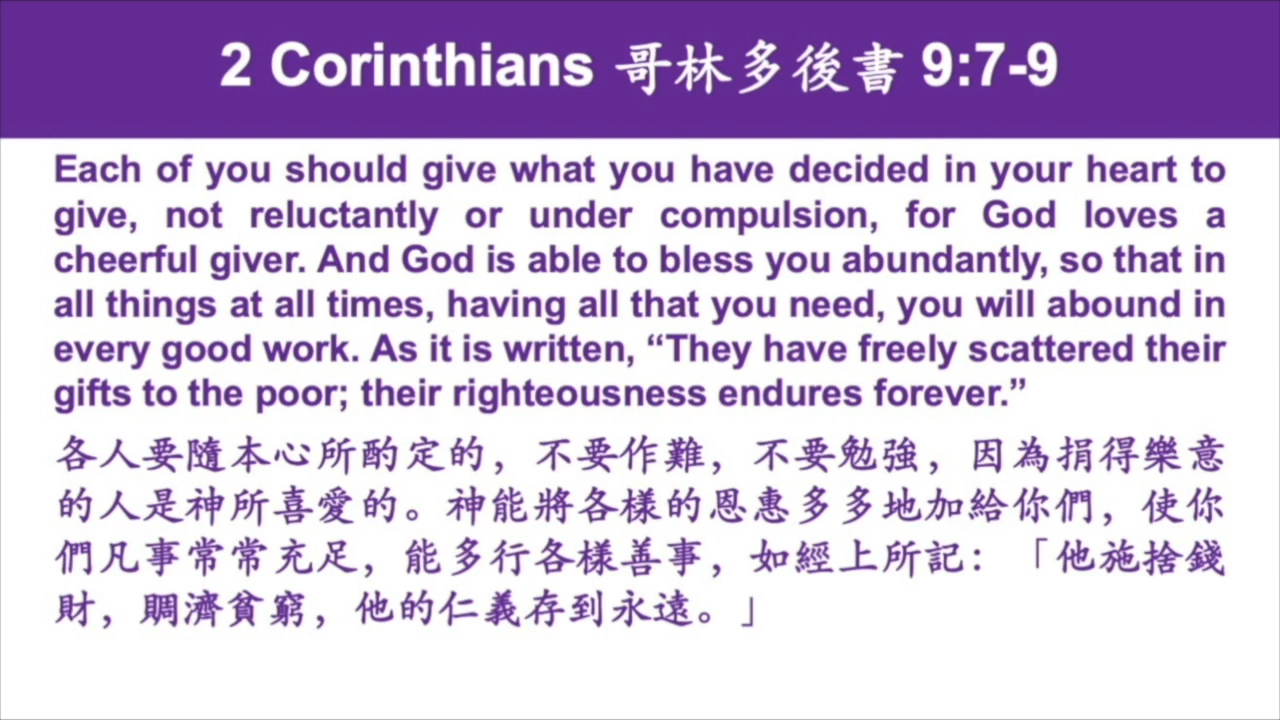 2 Corinthians 哥林多後書 9:7-9
Each of you should give what you have decided in your heart to
give, not reluctantly or under compulsion, for God loves a
cheerful giver. And God is able to bless you abundantly, so that in
all things at all times, having all that you need, you will abound in
every good work. As it is written, “They have freely scattered their
gifts to the poor; their righteousness endures forever.”
各人要隨本心所酌定的，不要作難，不要勉強，因為捐得樂意
的人是神所喜愛的。神能將各樣的恩惠多多地加給你們，使你
們凡事常常充足，能多行各樣善事，如經上所記：「他施捨錢
財，賙濟貧窮，他的仁義存到永遠。」